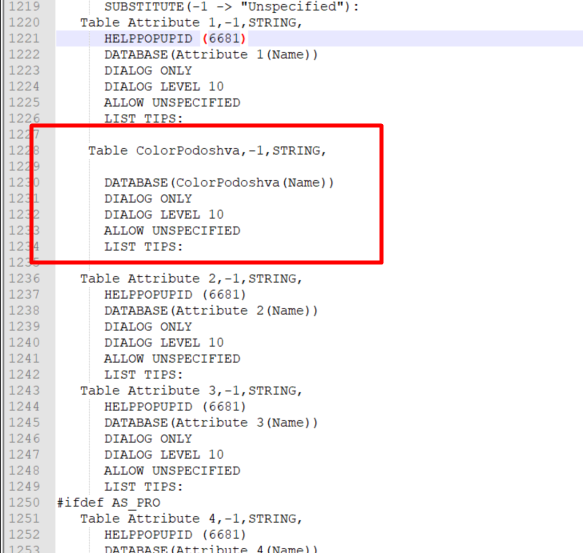 1219 SUBSTITUTE(-1 -> "Unspecified"):
1220 Table Attribute 1,-1,STRING,
1221 HELPPOPUPID (6681)
1222 DATABASE(Attribute 1(Name))
1223 DIALOG ONLY
1224 DIALOG LEVEL 10
1225 ALLOW UNSPECIFIED
1226 LIST TIPS:
1227
1228 Table ColorPodoshva,-1,STRING,
1229
1230 DATABASE(ColorPodoshva(Name))
1231 DIALOG ONLY
1232 DIALOG LEVEL 10
1233 ALLOW UNSPECIFIED
1234 LIST TIPS:
1235
1236 Table Attribute 2,-1,STRING,
1237 HELPPOPUPID (6681)
1238 DATABASE(Attribute 2(Name))
1239 DIALOG ONLY
1240 DIALOG LEVEL 10
1241 ALLOW UNSPECIFIED
1242 LIST TIPS:
1243 Table Attribute 3,-1,STRING,
1244 HELPPOPUPID (6681)
1245 DATABASE(Attribute 3(Name))
1246 DIALOG ONLY
1247 DIALOG LEVEL 10
1248 ALLOW UNSPECIFIED
1249 LIST TIPS:
1250 #ifdef AS_PRO
1251 Table Attribute 4,-1,STRING,
1252 HELPPOPUPID (6681)
1253 DATABASE(Attribute 4(Name))